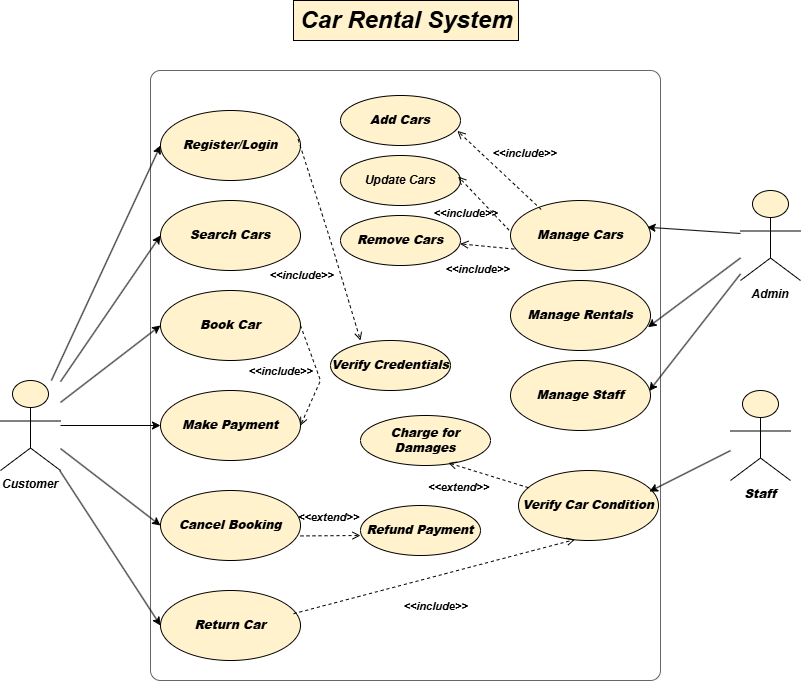 Car Rental System
Add Cars
Register/Login
<<include>>
Update Cars
<<include>>
Search Cars
Remove Cars
Manage Cars
<<include>>
<<include>>
Admin
Book Car
Manage Rentals
<<include>>
Verify Credentials
Manage Staff
Make Payment
Charge for
Damages
Customer
<<extend>>
Staff
Verify Car Condition
<<extend>>
Cancel Booking
Refund Payment
<<include>>
Return Car